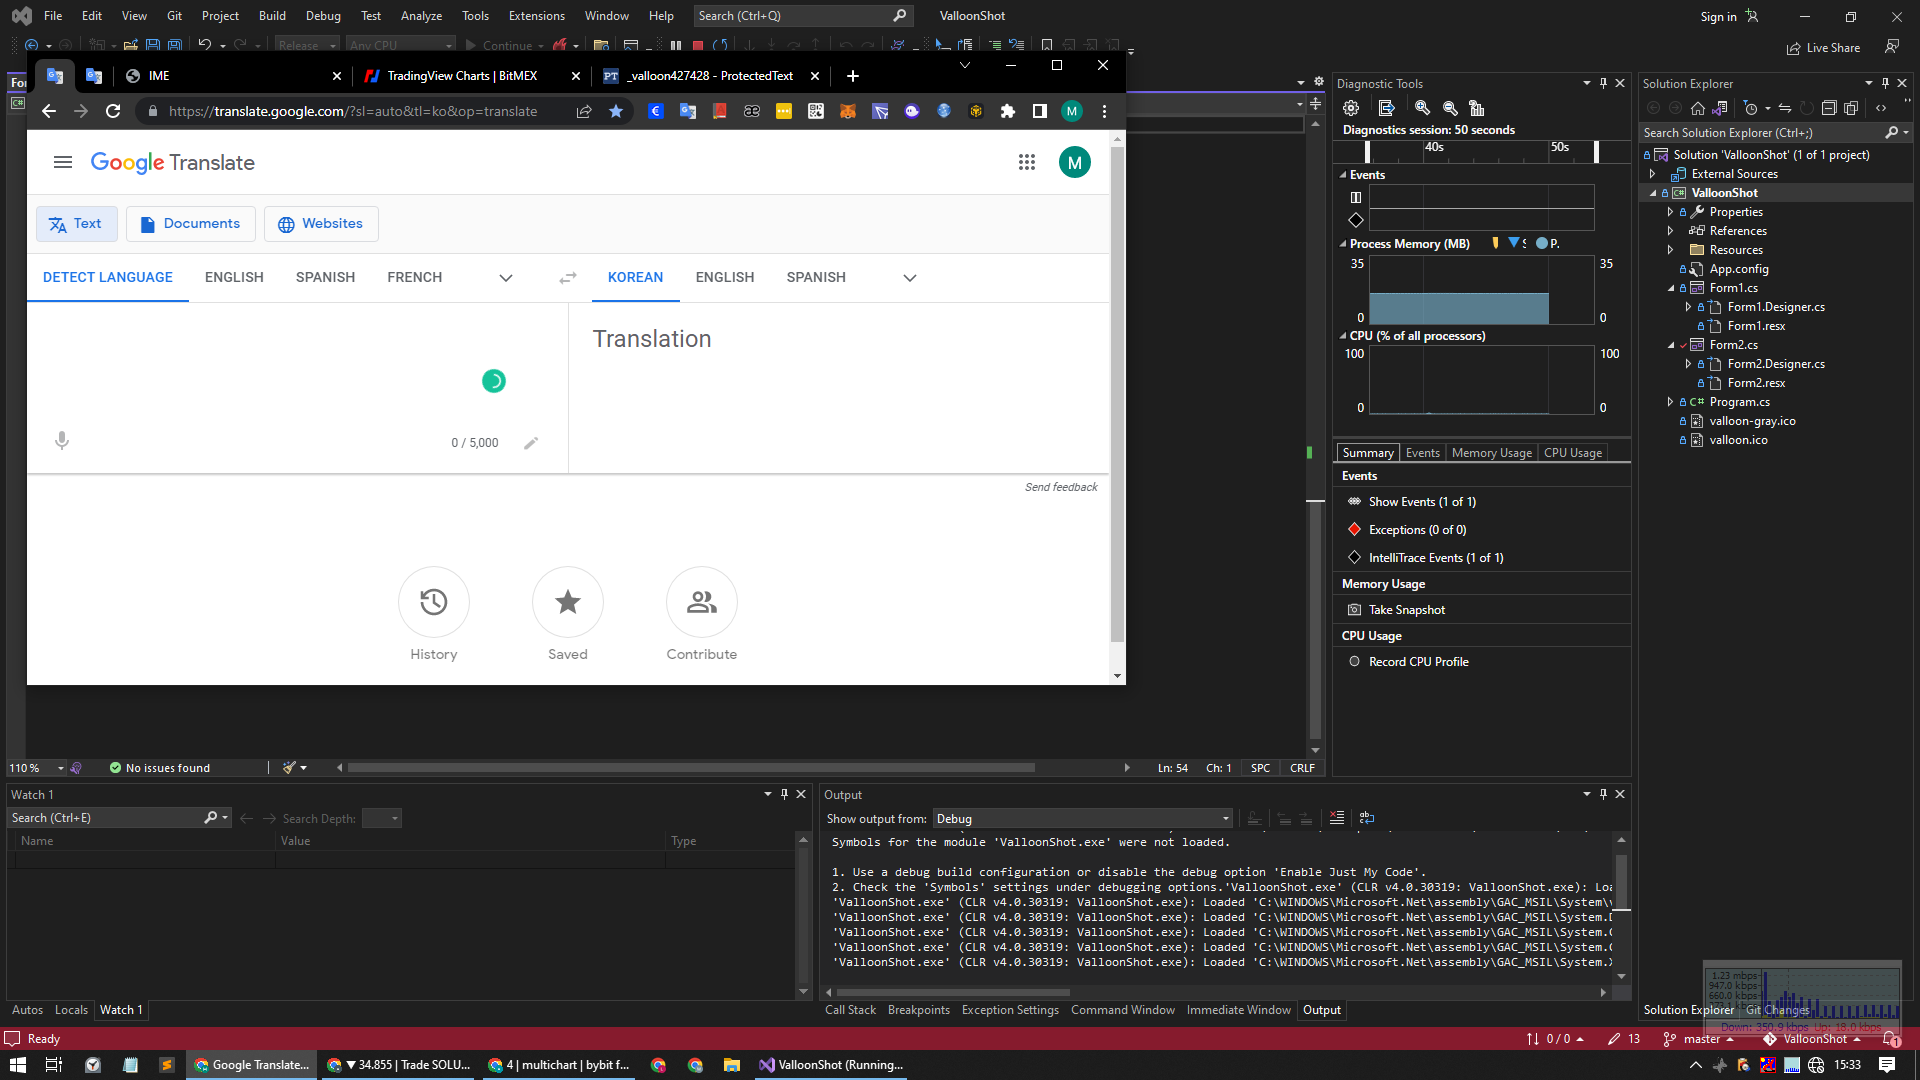 File Edit View Git Project Build Debug Test Analyze Tools Extensions Window Help Search (Ctrl+Q) ValloonShot Sign in
Release Any CPU Continue Live Share
IME TradingView Charts | BitMEX _valloon427428 - ProtectedText
https://translate.google.com/?sl=auto&tl=ko&op=translate
M
Google Translate
M
Text Documents Websites
DETECT LANGUAGE ENGLISH SPANISH FRENCH KOREAN ENGLISH SPANISH
Translation
0 / 5,000
Send feedback
History Saved Contribute
110 % No issues found Ln: 54 Ch: 1 SPC CRLF
Diagnostic Tools
Diagnostics session: 50 seconds
40s 50s
Events
Process Memory (MB) P.
35 35
0 0
CPU (% of all processors)
100 100
0 0
Summary Events Memory Usage CPU Usage
Events
Show Events (1 of 1)
Exceptions (0 of 0)
IntelliTrace Events (1 of 1)
Memory Usage
Take Snapshot
CPU Usage
Record CPU Profile
Solution Explorer
Search Solution Explorer (Ctrl+;)
Solution 'ValloonShot' (1 of 1 project)
External Sources
ValloonShot
Properties
References
Resources
App.config
Form1.cs
Form1.Designer.cs
Form1.resx
Form2.cs
Form2.Designer.cs
Form2.resx
Program.cs
valloon-gray.ico
valloon.ico
Watch 1
Search (Ctrl+E) Search Depth:
Name Value Type
Autos Locals Watch 1
Output
Show output from: Debug
Symbols for the module 'ValloonShot.exe' were not loaded.
1. Use a debug build configuration or disable the debug option 'Enable Just My Code'.
2. Check the 'Symbols' settings under debugging options.'ValloonShot.exe' (CLR v4.0.30319: ValloonShot.exe): Loa
'ValloonShot.exe' (CLR v4.0.30319: ValloonShot.exe): Loaded 'C:\WINDOWS\Microsoft.Net\assembly\GAC_MSIL\System\v
'ValloonShot.exe' (CLR v4.0.30319: ValloonShot.exe): Loaded 'C:\WINDOWS\Microsoft.Net\assembly\GAC_MSIL\System.D
'ValloonShot.exe' (CLR v4.0.30319: ValloonShot.exe): Loaded 'C:\WINDOWS\Microsoft.Net\assembly\GAC_MSIL\System.C
'ValloonShot.exe' (CLR v4.0.30319: ValloonShot.exe): Loaded 'C:\WINDOWS\Microsoft.Net\assembly\GAC_MSIL\System.C
'ValloonShot.exe' (CLR v4.0.30319: ValloonShot.exe): Loaded 'C:\WINDOWS\Microsoft.Net\assembly\GAC_MSIL\System.X
Call Stack Breakpoints Exception Settings Command Window Immediate Window Output
1.23 mbps
947.0 kbps
660.0 kbps
Solution Explorer Git Changes
Down: 350.9 kbps Up: 18.0 kbps
Ready 0 / 0 13 master ValloonShot 1
Google Translate... ▼ 34.855 | Trade SOLU... 4 | multichart | bybit f... ValloonShot (Running... 15:33